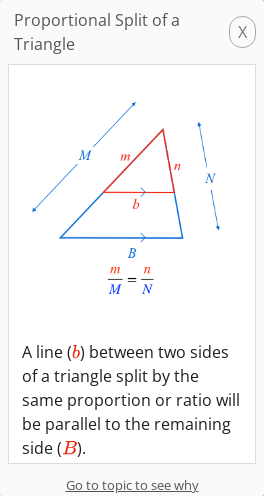 Proportional Split of a
Triangle
X
M
m
n
N
b
B
m/M = n/N
A line (b) between two sides
of a triangle split by the
same proportion or ratio will
be parallel to the remaining
side (B).
Go to topic to see why